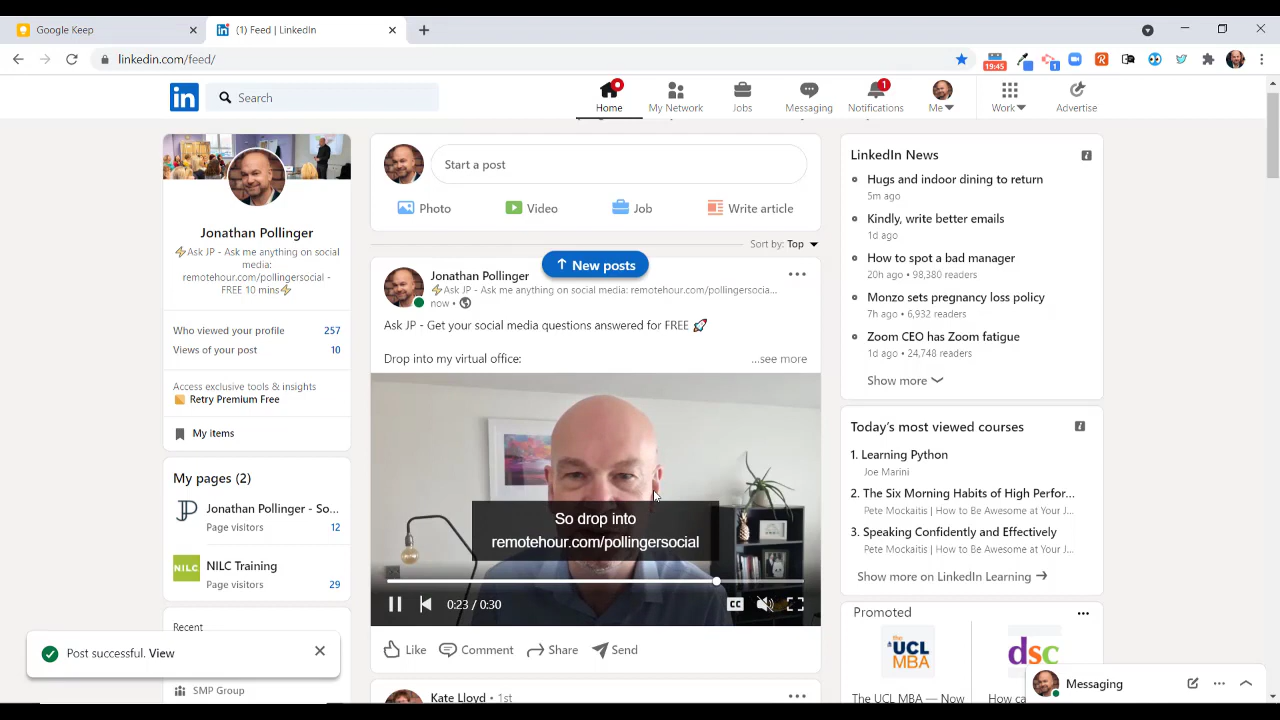 Google Keep
(1) Feed | LinkedIn
linkedin.com/feed/
19:45
1
in
Search
Home
My Network
Jobs
Messaging
1
Notifications
Me
Work
Advertise
Jonathan Pollinger
⚡Ask JP - Ask me anything on social
media:
remotehour.com/pollingersocial -
FREE 10 mins⚡
Who viewed your profile 257
Views of your post 10
Access exclusive tools & insights
Retry Premium Free
My items
My pages (2)
Jonathan Pollinger - So...
Page visitors 12
NILC
NILC Training
Page visitors 29
Recent
SMP Group
Post successful. View
Start a post
Photo
Video
Job
Write article
Sort by: Top
New posts
Jonathan Pollinger
⚡Ask JP - Ask me anything on social media: remotehour.com/pollingersocia...
now •
Ask JP - Get your social media questions answered for FREE 🚀
Drop into my virtual office:
...see more
So drop into
remotehour.com/pollingersocial
0:23 / 0:30
CC
Like
Comment
Share
Send
Kate Lloyd • 1st
LinkedIn News
Hugs and indoor dining to return
5m ago
Kindly, write better emails
1d ago
How to spot a bad manager
20h ago • 98,380 readers
Monzo sets pregnancy loss policy
7h ago • 6,932 readers
Zoom CEO has Zoom fatigue
1d ago • 24,748 readers
Show more
Today's most viewed courses
1. Learning Python
Joe Marini
2. The Six Morning Habits of High Perfor...
Pete Mockaitis | How to Be Awesome at Your J...
3. Speaking Confidently and Effectively
Pete Mockaitis | How to Be Awesome at Your J...
Show more on LinkedIn Learning
Promoted
UCL
MBA
dsc
The UCL MBA — Now
How ca
Messaging